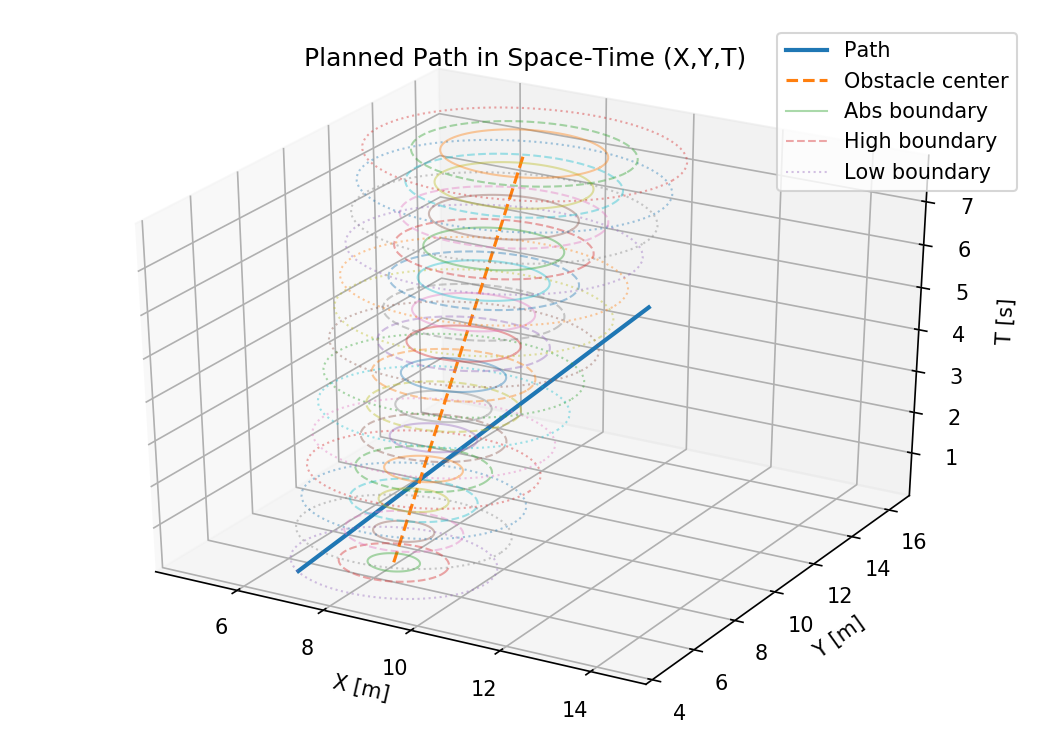 Planned Path in Space-Time (X,Y,T)
Path
Obstacle center
Abs boundary
High boundary
Low boundary
7
6
5
4
3
2
1
T [s]
16
14
12
10
8
6
4
Y [m]
6
8
10
12
14
X [m]